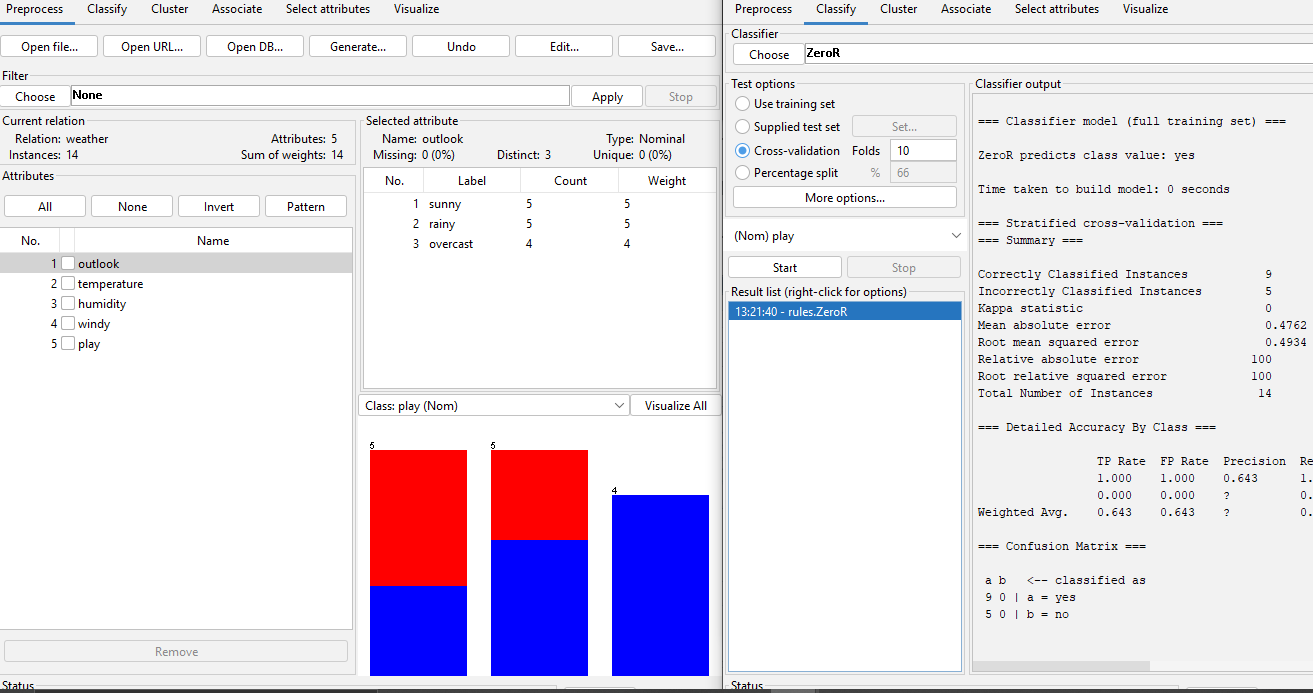 Preprocess Classify Cluster Associate Select attributes Visualize
Open file... Open URL... Open DB... Generate... Undo Edit... Save...
Filter
Choose None Apply Stop
Current relation
Relation: weather Attributes: 5
Instances: 14 Sum of weights: 14
Attributes
All None Invert Pattern
No. Name
1 outlook
2 temperature
3 humidity
4 windy
5 play
Remove
Status
Selected attribute
Name: outlook Type: Nominal
Missing: 0 (0%) Distinct: 3 Unique: 0 (0%)
No. Label Count Weight
1 sunny 5 5
2 rainy 5 5
3 overcast 4 4
Class: play (Nom) Visualize All
5 5 4
Preprocess Classify Cluster Associate Select attributes Visualize
Classifier
Choose ZeroR
Test options
Use training set
Supplied test set Set...
Cross-validation Folds 10
Percentage split % 66
More options...
(Nom) play
Start Stop
Result list (right-click for options)
13:21:40 - rules.ZeroR
Status
Classifier output
=== Classifier model (full training set) ===
ZeroR predicts class value: yes
Time taken to build model: 0 seconds
=== Stratified cross-validation ===
=== Summary ===
Correctly Classified Instances 9
Incorrectly Classified Instances 5
Kappa statistic 0
Mean absolute error 0.4762
Root mean squared error 0.4934
Relative absolute error 100
Root relative squared error 100
Total Number of Instances 14
=== Detailed Accuracy By Class ===
TP Rate FP Rate Precision Re
1.000 1.000 0.643 1.
0.000 0.000 ? 0.
Weighted Avg. 0.643 0.643 ? 0.
=== Confusion Matrix ===
a b <-- classified as
9 0 | a = yes
5 0 | b = no